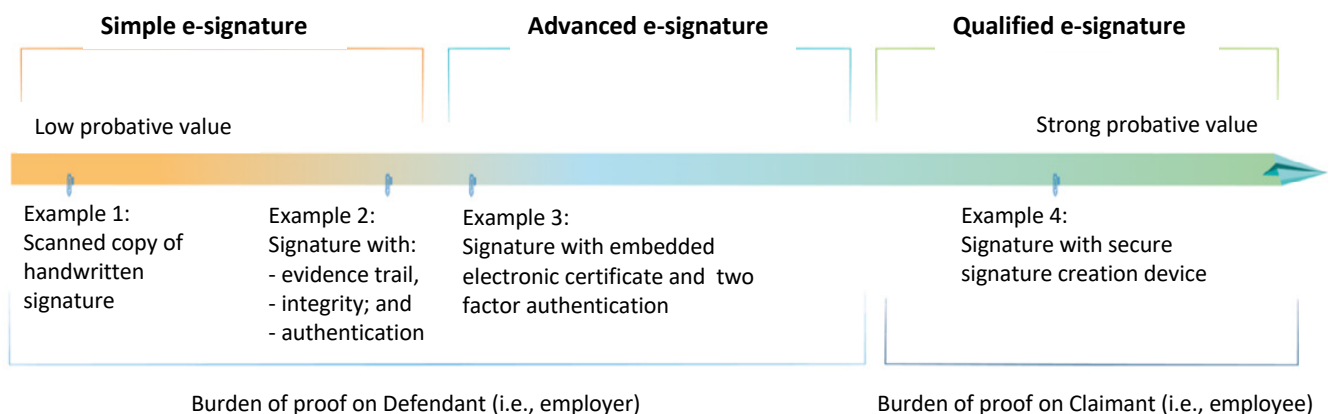 Simple e-signature
Advanced e-signature
Qualified e-signature
Low probative value
Strong probative value
Example 1:
Scanned copy of
handwritten
signature
Example 2:
Signature with:
- evidence trail,
- integrity; and
- authentication
Example 3:
Signature with embedded
electronic certificate and two
factor authentication
Example 4:
Signature with secure
signature creation device
Burden of proof on Defendant (i.e., employer)
Burden of proof on Claimant (i.e., employee)